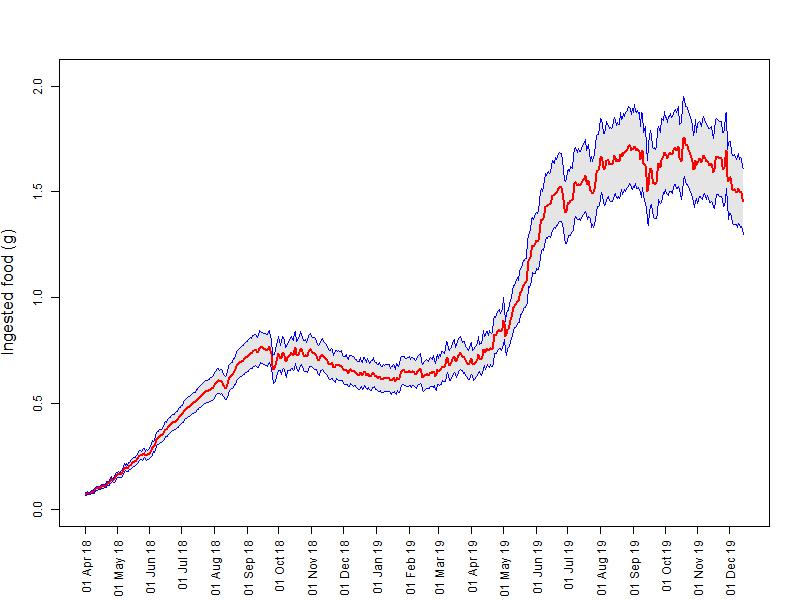 Ingested food (g)
2.0
1.5
1.0
0.5
0.0
01 Apr 18
01 May 18
01 Jun 18
01 Jul 18
01 Aug 18
01 Sep 18
01 Oct 18
01 Nov 18
01 Dec 18
01 Jan 19
01 Feb 19
01 Mar 19
01 Apr 19
01 May 19
01 Jun 19
01 Jul 19
01 Aug 19
01 Sep 19
01 Oct 19
01 Nov 19
01 Dec 19